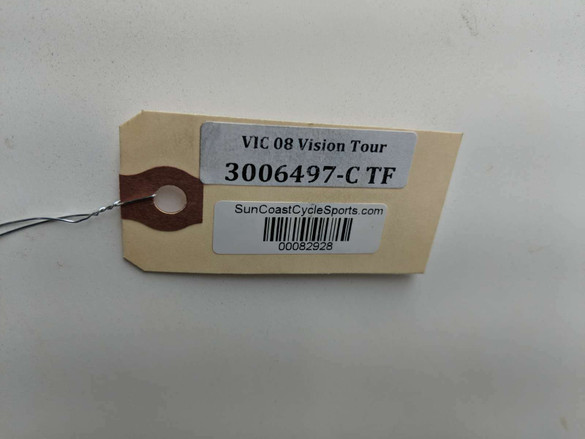 VIC 08 Vision Tour
3006497-C TF
SunCoastCycleSports.com
00082928